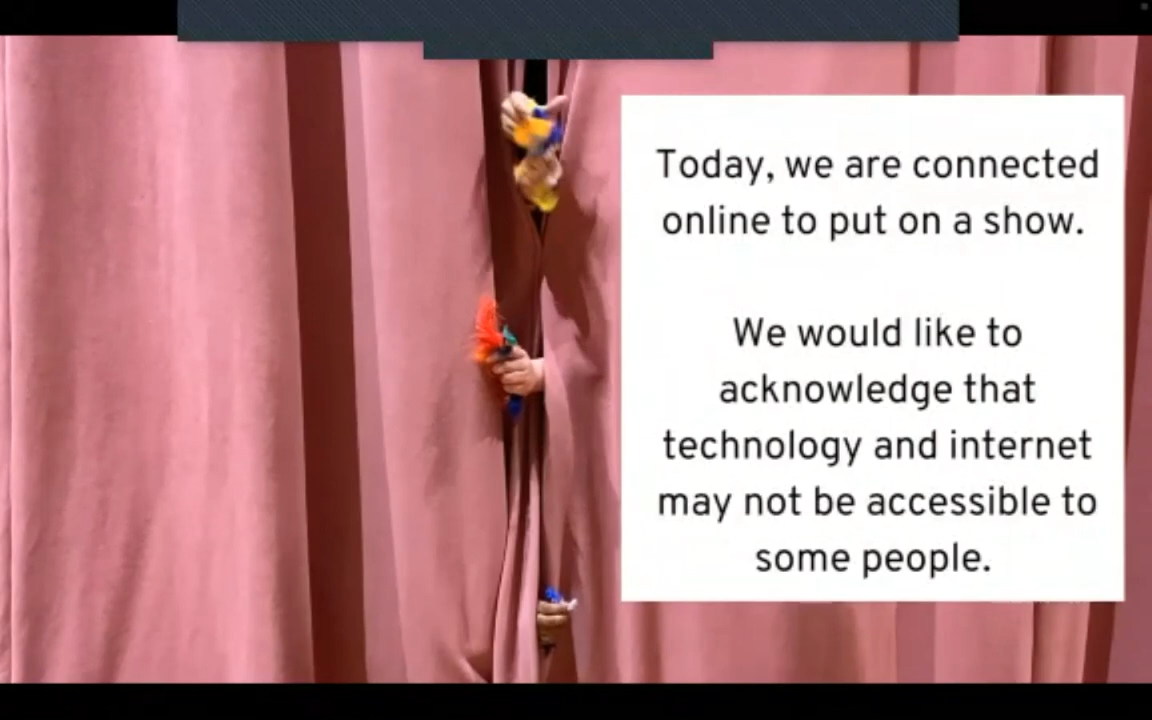 Today, we are connected
online to put on a show.
We would like to
acknowledge that
technology and internet
may not be accessible to
some people.